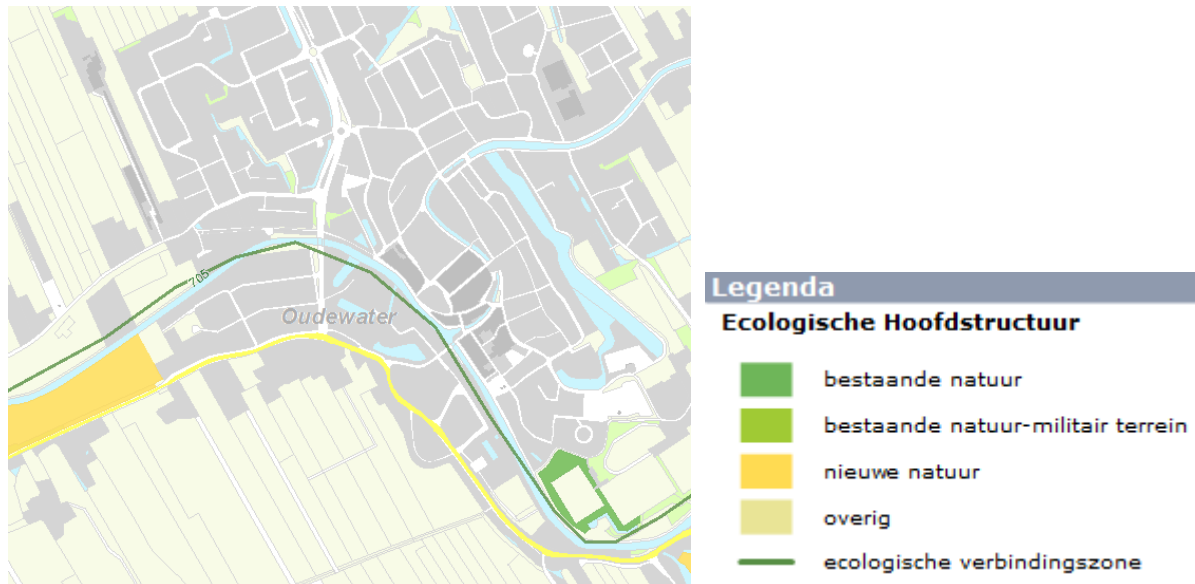 705
Oudewater
Legenda
Ecologische Hoofdstructuur
bestaande natuur
bestaande natuur-militair terrein
nieuwe natuur
overig
ecologische verbindingszone